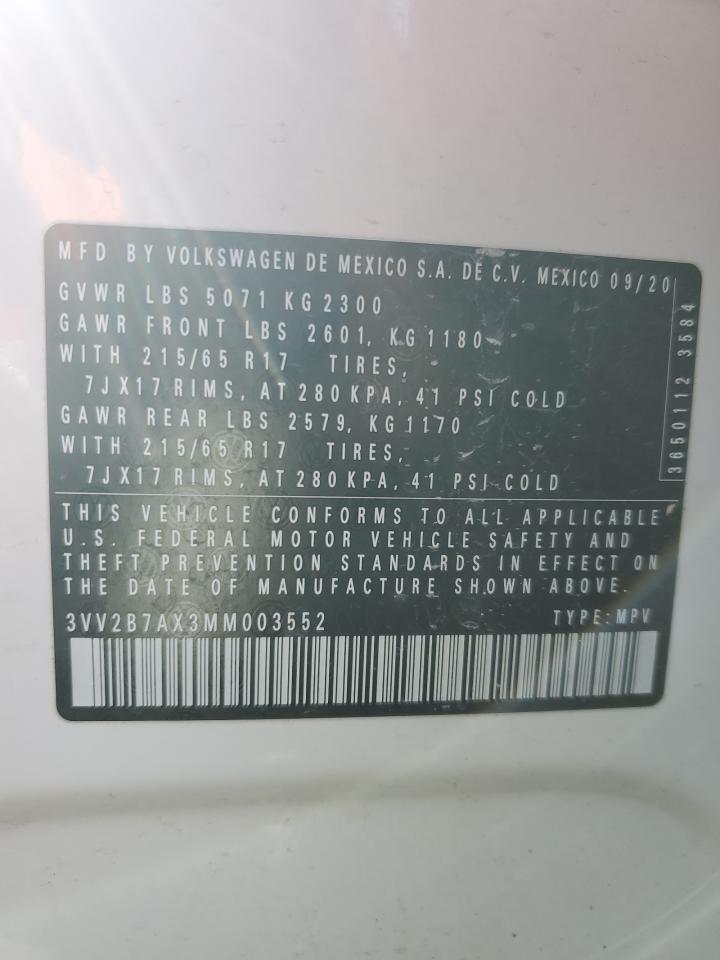 MFD BY VOLKSWAGEN DE MEXICO S.A. DE C.V. MEXICO 09/20
GVWR LBS 5071 KG 2300
GAWR FRONT LBS 2601, KG 1180
WITH 215/65 R17 TIRES,
7JX17 RIMS, AT 280 KPA, 41 PSI COLD
GAWR REAR LBS 2579, KG 1170
WITH 215/65 R17 TIRES,
7JX17 RIMS, AT 280 KPA, 41 PSI COLD
3650112 3584
THIS VEHICLE CONFORMS TO ALL APPLICABLE
U.S. FEDERAL MOTOR VEHICLE SAFETY AND
THEFT PREVENTION STANDARDS IN EFFECT ON
THE DATE OF MANUFACTURE SHOWN ABOVE.
3VV2B7AX3MM003552 TYPE: MPV